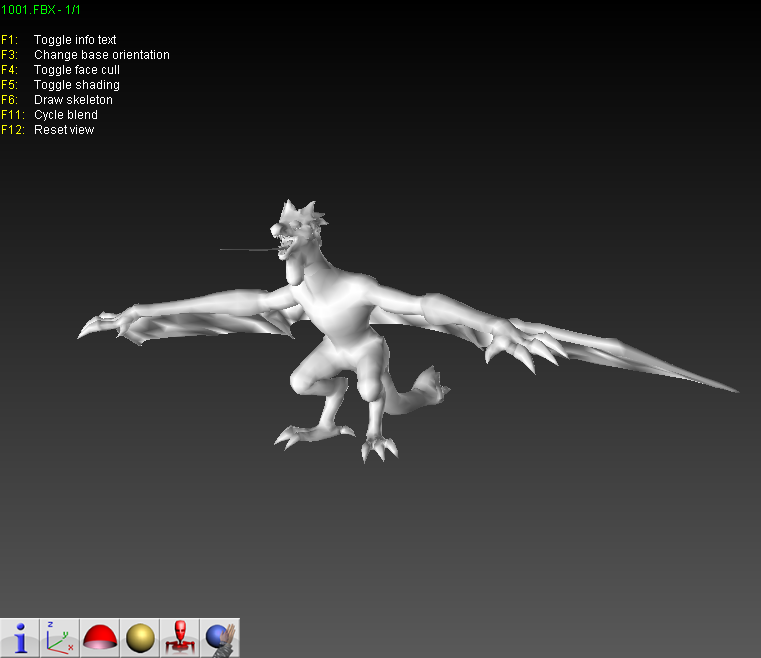 1001.FBX - 1/1
F1: Toggle info text
F3: Change base orientation
F4: Toggle face cull
F5: Toggle shading
F6: Draw skeleton
F11: Cycle blend
F12: Reset view
z
y
x